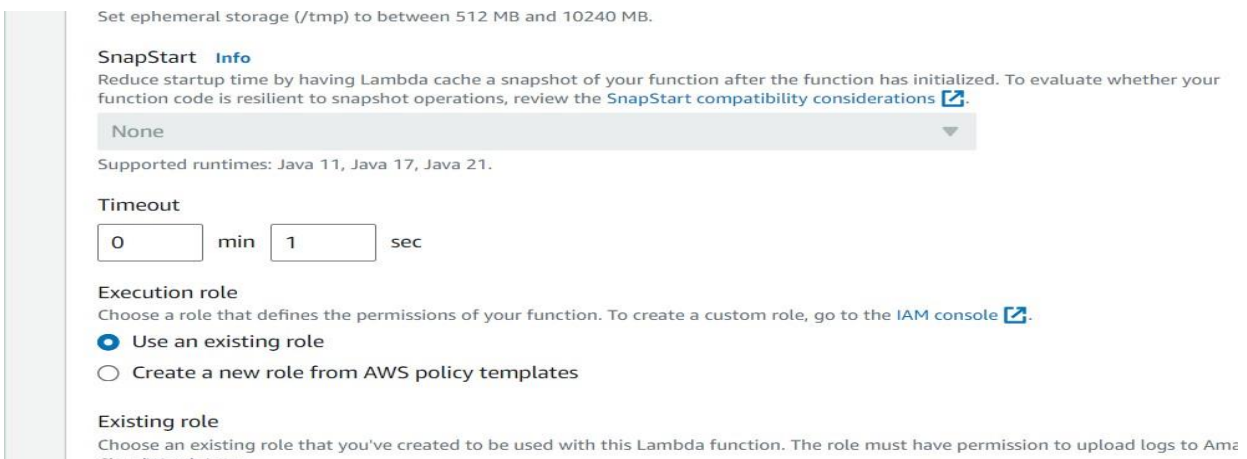 Set ephemeral storage (/tmp) to between 512 MB and 10240 MB.
SnapStart Info
Reduce startup time by having Lambda cache a snapshot of your function after the function has initialized. To evaluate whether your
function code is resilient to snapshot operations, review the SnapStart compatibility considerations.
None
Supported runtimes: Java 11, Java 17, Java 21.
Timeout
0 min 1 sec
Execution role
Choose a role that defines the permissions of your function. To create a custom role, go to the IAM console.
Use an existing role
Create a new role from AWS policy templates
Existing role
Choose an existing role that you've created to be used with this Lambda function. The role must have permission to upload logs to Ama